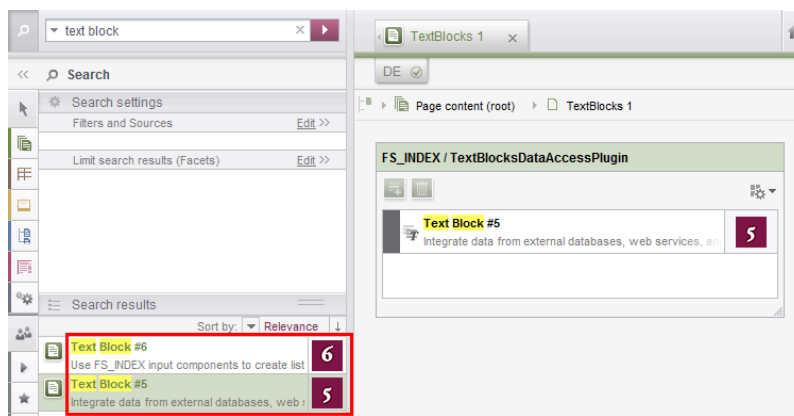 text block
Search
Search settings
Filters and Sources Edit >>
Limit search results (Facets) Edit >>
Search results
Sort by: Relevance
Text Block #6
Use FS_INDEX input components to create list
6
Text Block #5
Integrate data from external databases, web
5
TextBlocks 1
DE
Page content (root) TextBlocks 1
FS_INDEX / TextBlocksDataAccessPlugin
Text Block #5
Integrate data from external databases, web services,
5